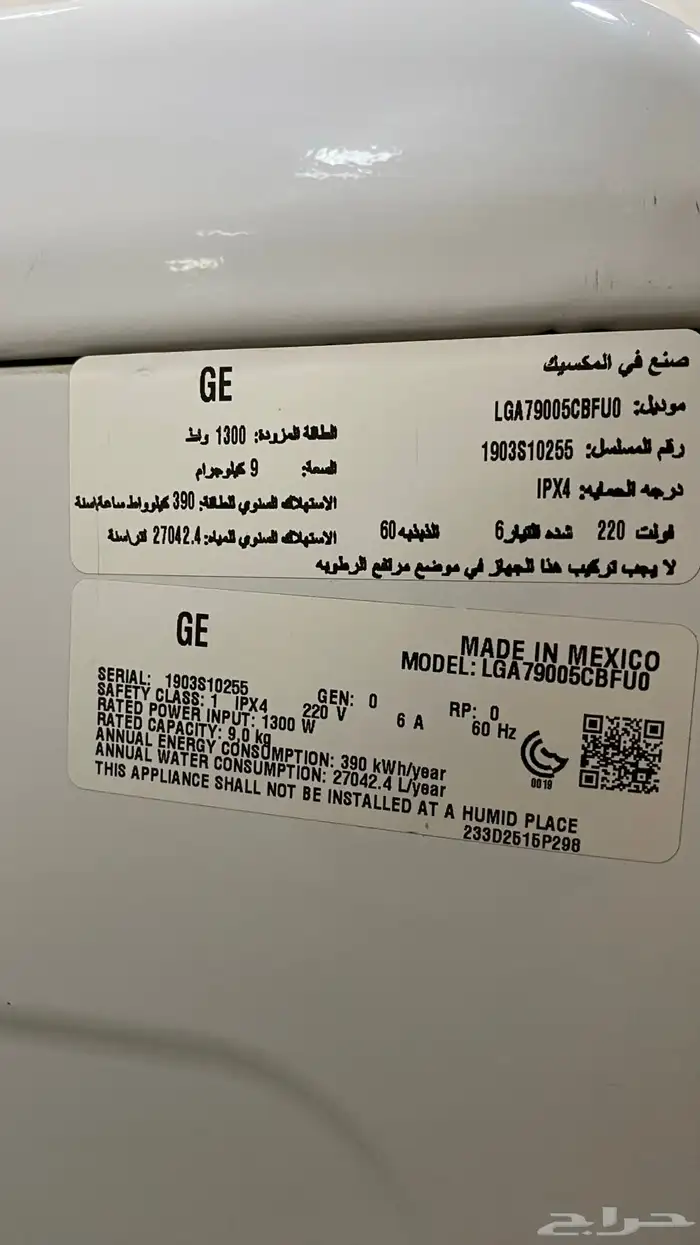 GE
صنع في المكسيك
موديل: LGA79005CBFU0
رقم المسلسل: 1903S10255
درجه الحمايه: IPX4
فولت 220 شده التيار 6 الذبذبه 60
الطاقة المزودة: 1300 واط
السعة: 9 كيلوجرام
الاستهلاك السنوي للطاقة: 390 كيلوواط ساعة/سنة
الاستهلاك السنوي للمياه: 27042.4 لتر/سنة
لا يجب تركيب هذا الجهاز في موضع مرتفع الرطوبه
GE
MADE IN MEXICO
MODEL: LGA79005CBFU0
SERIAL: 1903S10255 GEN: 0 RP: 0
SAFETY CLASS: 1 IPX4 220 V 6 A 60 Hz
RATED POWER INPUT: 1300 W
RATED CAPACITY: 9,0 kg
ANNUAL ENERGY CONSUMPTION: 390 kWh/year
ANNUAL WATER CONSUMPTION: 27042.4 L/year
THIS APPLIANCE SHALL NOT BE INSTALLED AT A HUMID PLACE
233D2515P298
0019
حراج